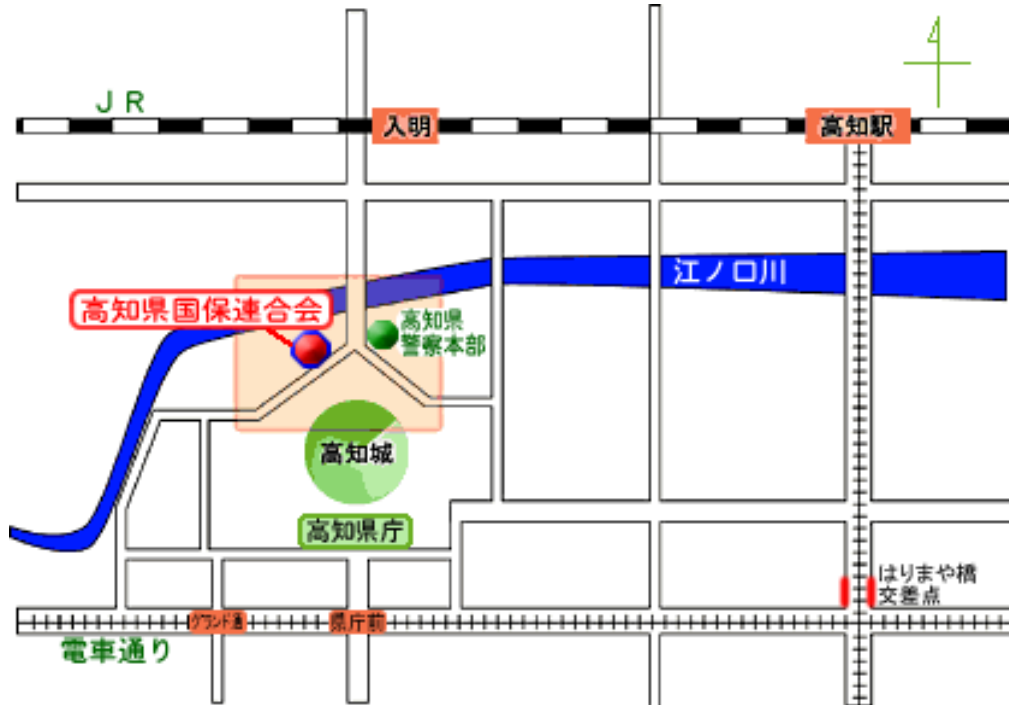 JR
入明
高知駅
江ノ口川
高知県国保連合会
高知県
警察本部
高知城
高知県庁
はりまや橋
交差点
グランド通
県庁前
電車通り